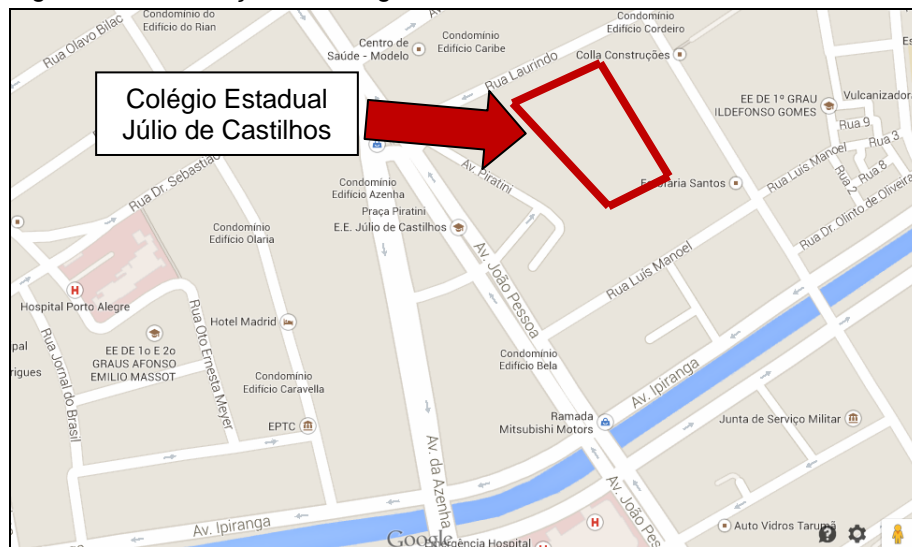 Condomínio do
Edifício do Rian
Rua Olavo Bilac
Centro de
Saúde - Modelo
Condomínio
Edifício Caribe
Condomínio
Edifício Cordeiro
Colla Construções
Rua Laurindo
Colégio Estadual
Júlio de Castilhos
EE DE 1º GRAU
ILDEFONSO GOMES
Vulcanizadora
Rua 9
Rua 3
Rua 8
Rua 2
Rua Luis Manoel
Rua Dr. Olinto de Oliveira
Av. Piratini
Rua Dr. Sebastião
Condomínio
Edifício Azenha
Praça Piratini
E.E. Júlio de Castilhos
Santos
Condomínio
Edifício Olaria
Av. João Pessoa
Rua Luis Manoel
H
Hospital Porto Alegre
Rua Oto Ernesta Meyer
Hotel Madrid
Rua Jornal do Brasil
pal
rigues
EE DE 1o E 2o
GRAUS AFONSO
EMILIO MASSOT
Condomínio
Edifício Caravella
Condomínio
Edifício Bela
Av. Ipiranga
EPTC
Ramada
Mitsubishi Motors
Junta de Serviço Militar
Av. da Azenha
Av. João Pes
Av. Ipiranga
Google
Hospital
H
H
Auto Vidros Tarumã